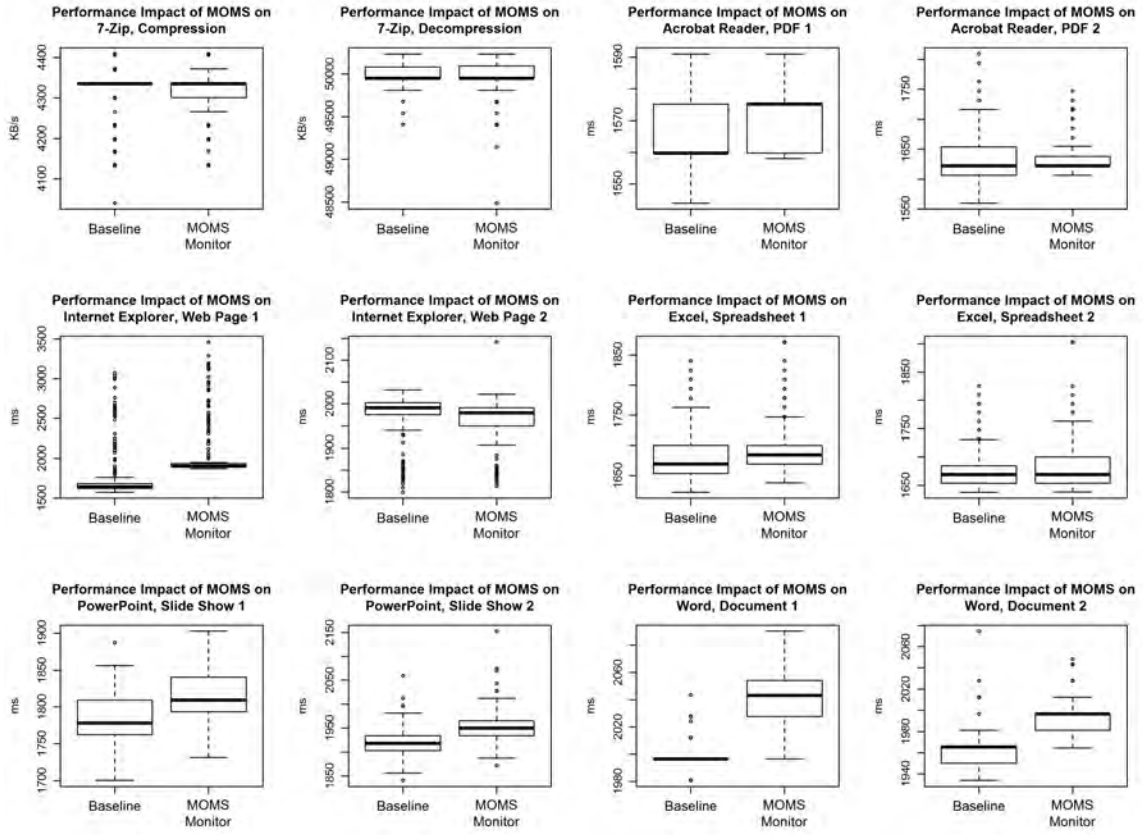 Performance Impact of MOMS on
7-Zip, Compression
KB/s
4400
4300
4200
4100
Baseline
MOMS
Monitor
Performance Impact of MOMS on
7-Zip, Decompression
KB/s
50000
49500
49000
48500
Baseline
MOMS
Monitor
Performance Impact of MOMS on
Acrobat Reader, PDF 1
ms
1590
1570
1550
Baseline
MOMS
Monitor
Performance Impact of MOMS on
Acrobat Reader, PDF 2
ms
1750
1650
1550
Baseline
MOMS
Monitor
Performance Impact of MOMS on
Internet Explorer, Web Page 1
ms
3500
3000
2500
2000
1500
Baseline
MOMS
Monitor
Performance Impact of MOMS on
Internet Explorer, Web Page 2
ms
2100
2000
1900
1800
Baseline
MOMS
Monitor
Performance Impact of MOMS on
Excel, Spreadsheet 1
ms
1850
1750
1650
Baseline
MOMS
Monitor
Performance Impact of MOMS on
Excel, Spreadsheet 2
ms
1850
1750
1650
Baseline
MOMS
Monitor
Performance Impact of MOMS on
PowerPoint, Slide Show 1
ms
1900
1850
1800
1750
1700
Baseline
MOMS
Monitor
Performance Impact of MOMS on
PowerPoint, Slide Show 2
ms
2150
2050
1950
1850
Baseline
MOMS
Monitor
Performance Impact of MOMS on
Word, Document 1
ms
2060
2020
1980
Baseline
MOMS
Monitor
Performance Impact of MOMS on
Word, Document 2
ms
2060
2020
1980
1940
Baseline
MOMS
Monitor